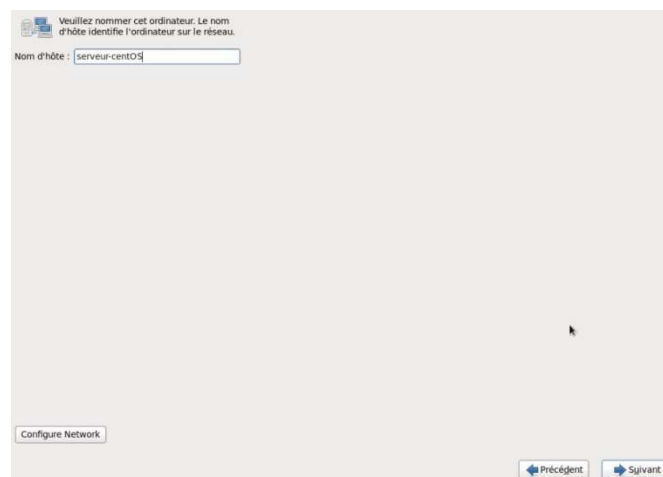 Veuillez nommer cet ordinateur. Le nom
d'hôte identifie l'ordinateur sur le réseau.
Nom d'hôte : serveur-centOS
Configure Network
Précédent
Suivant